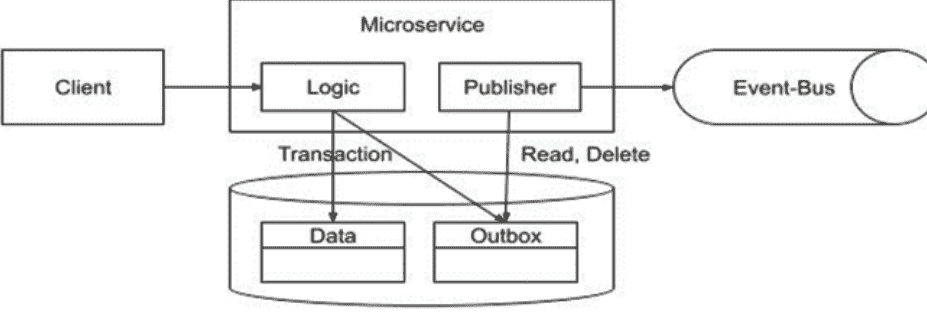 Microservice
Client
Logic
Publisher
Event-Bus
Transaction
Read, Delete
Data
Outbox